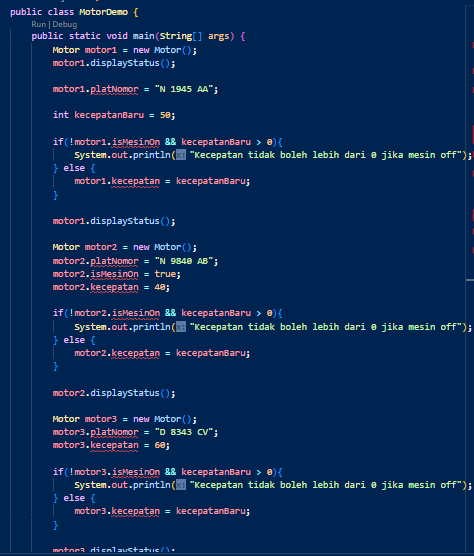 public class MotorDemo {
Run | Debug
public static void main(String[] args) {
Motor motor1 = new Motor();
motor1.displayStatus();
motor1.platNomor = "N 1945 AA";
int kecepatanBaru = 50;
if(!motor1.isMesinOn && kecepatanBaru > 0){
System.out.println(x: "Kecepatan tidak boleh lebih dari 0 jika mesin off");
} else {
motor1.kecepatan = kecepatanBaru;
}
motor1.displayStatus();
Motor motor2 = new Motor();
motor2.platNomor = "N 9840 AB";
motor2.isMesinOn = true;
motor2.kecepatan = 40;
if(!motor2.isMesinOn && kecepatanBaru > 0){
System.out.println(x: "Kecepatan tidak boleh lebih dari 0 jika mesin off");
} else {
motor2.kecepatan = kecepatanBaru;
}
motor2.displayStatus();
Motor motor3 = new Motor();
motor3.platNomor = "D 8343 CV";
motor3.kecepatan = 60;
if(!motor3.isMesinOn && kecepatanBaru > 0){
System.out.println(x: "Kecepatan tidak boleh lebih dari 0 jika mesin off");
} else {
motor3.kecepatan = kecepatanBaru;
}
motor3.displayStatus();